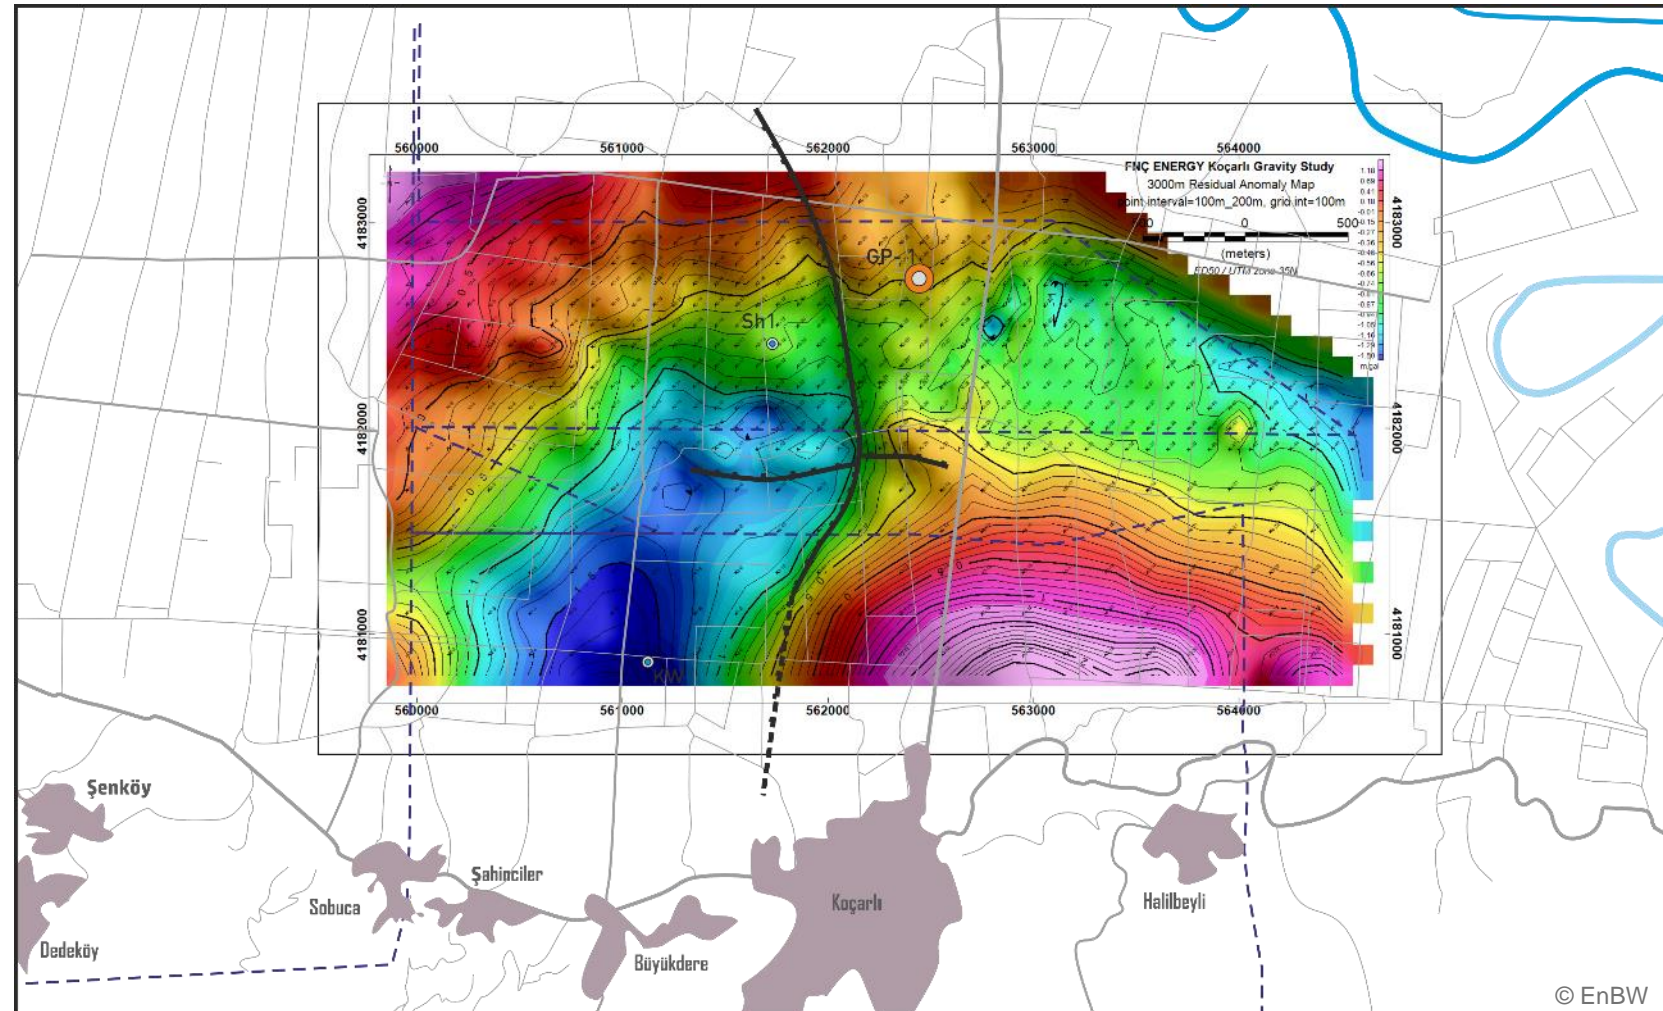 560000
561000
562000
563000
564000
FNÇ ENERGY Koçarlı Gravity Study
3000m Residual Anomaly Map
point interval=100m_200m, grid int=100m
0
500
(meters)
ED50 / UTM zone 35N
4183000
4183000
GP-1
Sh1
4182000
4182000
4181000
4181000
KW
560000
561000
562000
563000
564000
Şenköy
Şahinciler
Sobuca
Koçarlı
Halilbeyli
Dedeköy
Büyükdere
© EnBW